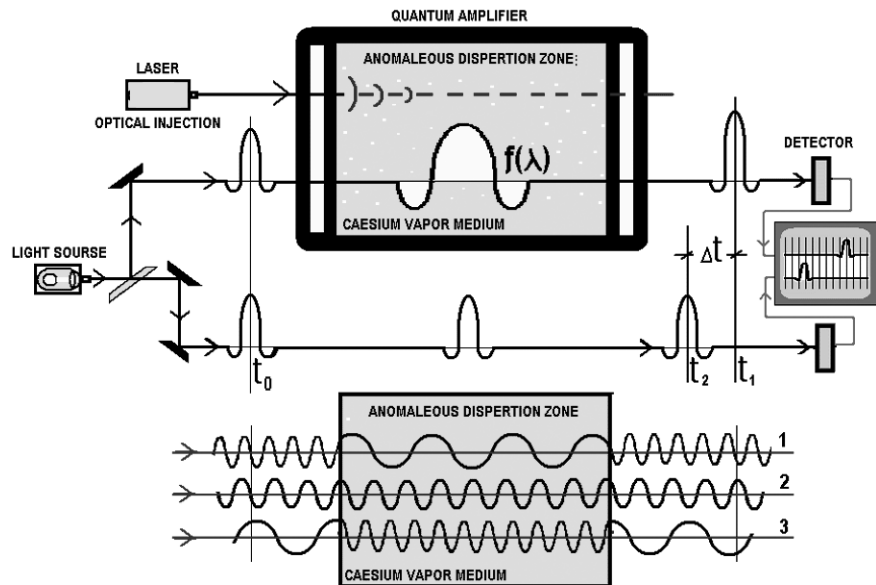 QUANTUM AMPLIFIER
ANOMALEOUS DISPERTION ZONE:
LASER
OPTICAL INJECTION
f(λ)
DETECTOR
CAESIUM VAPOR MEDIUM
LIGHT SOURSE
Δt
t₀
t₂
t₁
ANOMALEOUS DISPERTION ZONE
1
2
3
CAESIUM VAPOR MEDIUM